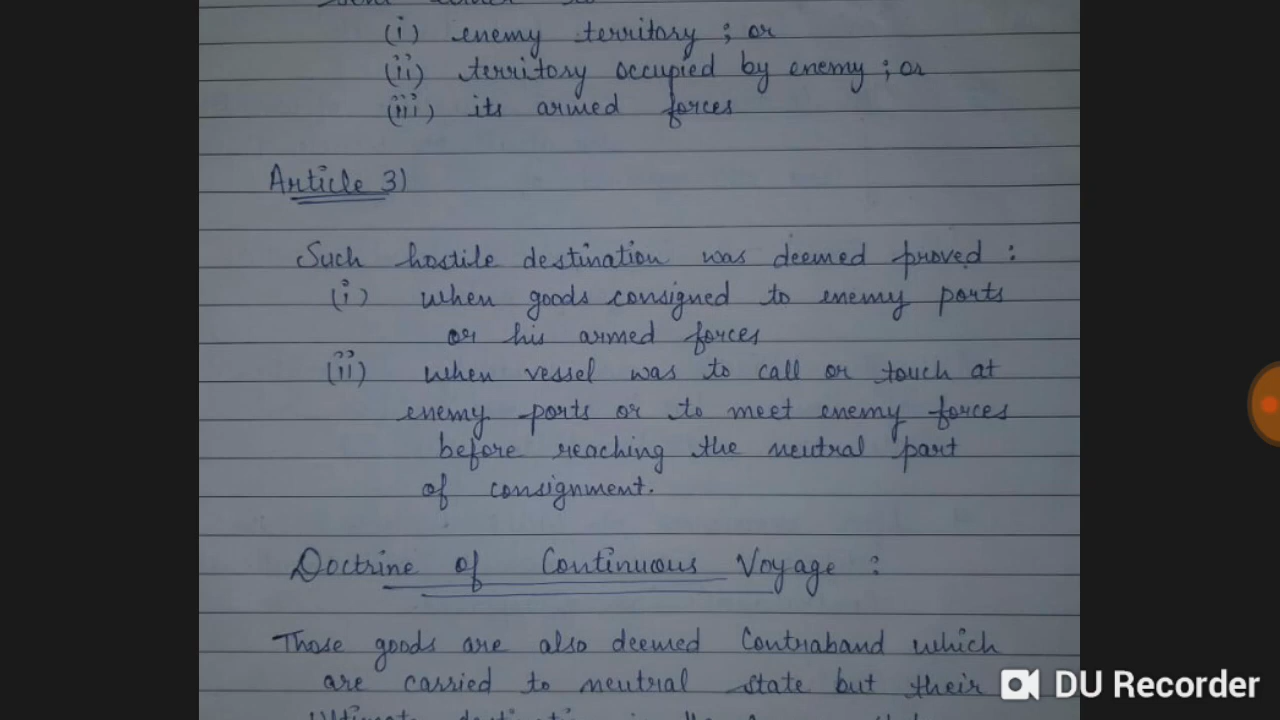 (i) enemy territory ; or
(ii) territory occupied by enemy ; or
(iii) its armed forces
Article 3)
Such hostile destination was deemed proved :
(i) when goods consigned to enemy ports
or his armed forces
(ii) when vessel was to call or touch at
enemy ports or to meet enemy forces
before reaching the neutral part
of consignment.
Doctrine of Continuous Voyage :
Those goods are also deemed Contraband which
are carried to neutral state but their
DU Recorder